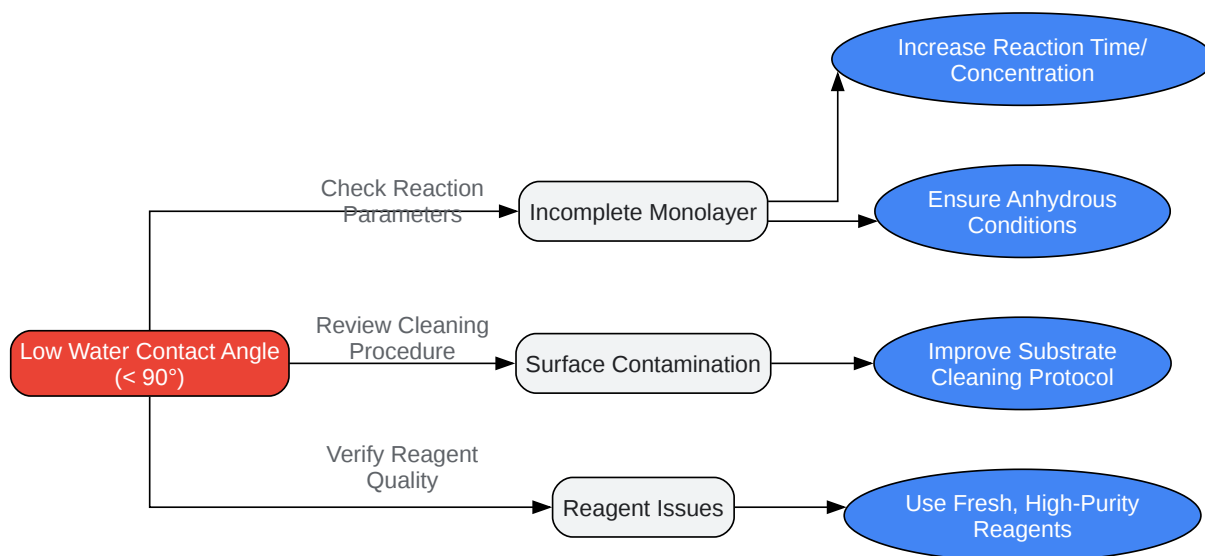 Increase Reaction Time/
Concentration
Check Reaction
Parameters
Incomplete Monolayer
Ensure Anhydrous
Conditions
Low Water Contact Angle
(< 90°)
Review Cleaning
Procedure
Surface Contamination
Improve Substrate
Cleaning Protocol
Verify Reagent
Quality
Reagent Issues
Use Fresh, High-Purity
Reagents